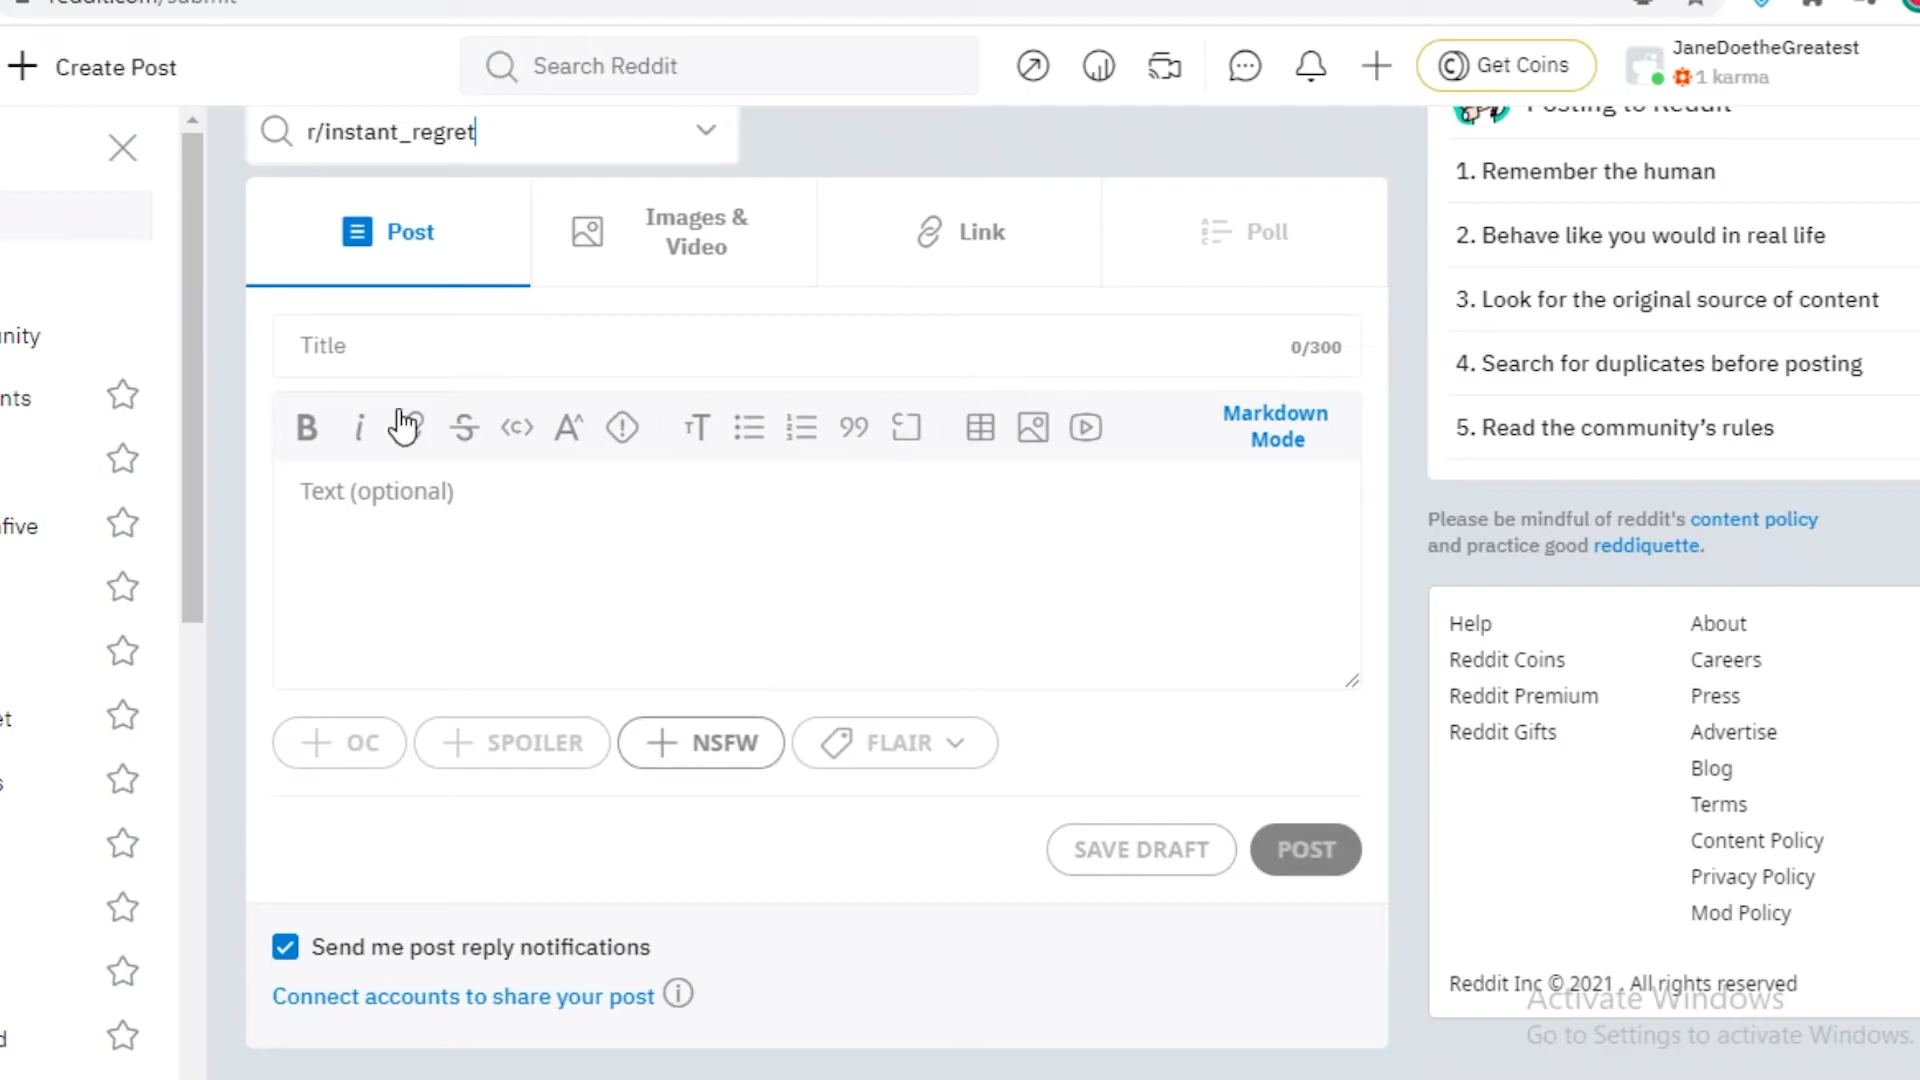 Create Post
Search Reddit
Get Coins
JaneDoetheGreatest
1 karma
r/instant_regret
Posting to Reddit
Post
Images &
Video
Link
Poll
1. Remember the human
2. Behave like you would in real life
3. Look for the original source of content
4. Search for duplicates before posting
5. Read the community's rules
Title
0/300
B i
Markdown
Mode
Text (optional)
nity
nts
five
et
s
d
OC
SPOILER
NSFW
FLAIR
SAVE DRAFT
POST
Send me post reply notifications
Connect accounts to share your post
Please be mindful of reddit's content policy
and practice good reddiquette.
Help
About
Reddit Coins
Careers
Reddit Premium
Press
Reddit Gifts
Advertise
Blog
Terms
Content Policy
Privacy Policy
Mod Policy
Reddit Inc © 2021 . All rights reserved
Activate Windows
Go to Settings to activate Windows.